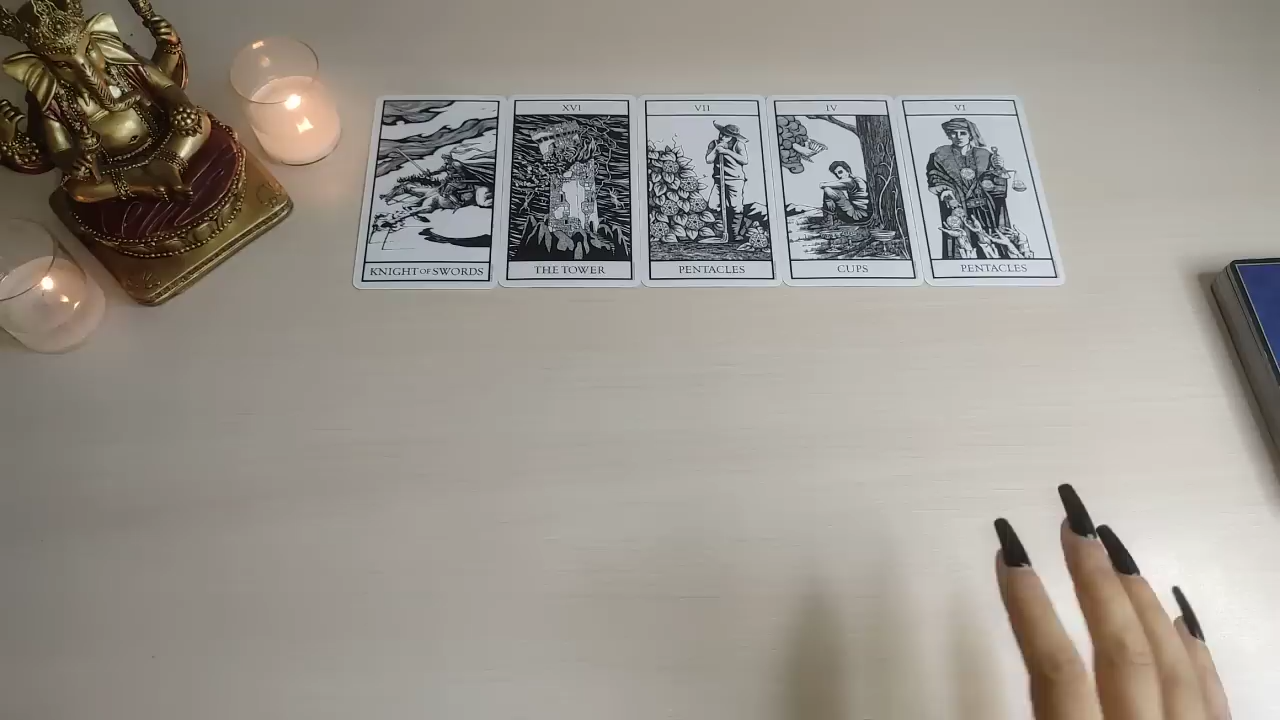 KNIGHT OF SWORDS
XVI
THE TOWER
VII
PENTACLES
IV
CUPS
VI
PENTACLES